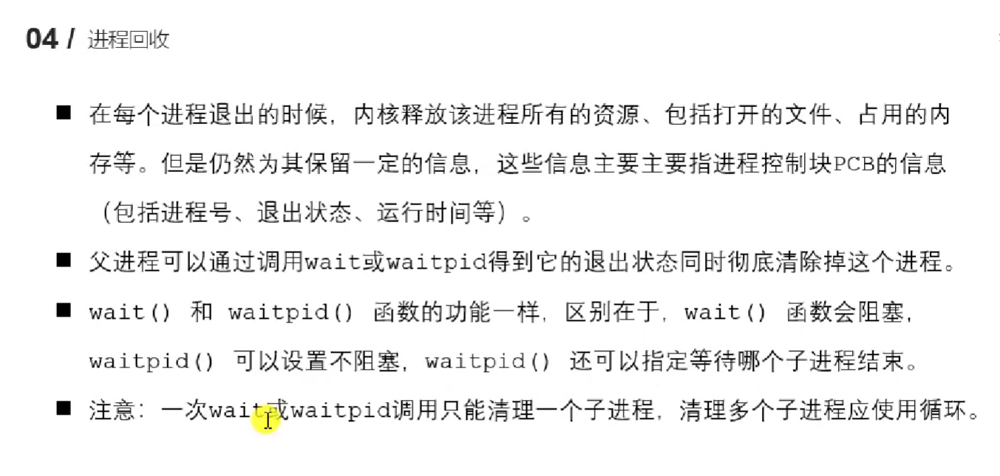 04 / 进程回收
■ 在每个进程退出的时候，内核释放该进程所有的资源、包括打开的文件、占用的内
存等。但是仍然为其保留一定的信息，这些信息主要主要指进程控制块PCB的信息
（包括进程号、退出状态、运行时间等）。
■ 父进程可以通过调用wait或waitpid得到它的退出状态同时彻底清除掉这个进程。
■ wait() 和 waitpid() 函数的功能一样，区别在于，wait() 函数会阻塞，
waitpid() 可以设置不阻塞，waitpid() 还可以指定等待哪个子进程结束。
■ 注意：一次wait或waitpid调用只能清理一个子进程，清理多个子进程应使用循环。